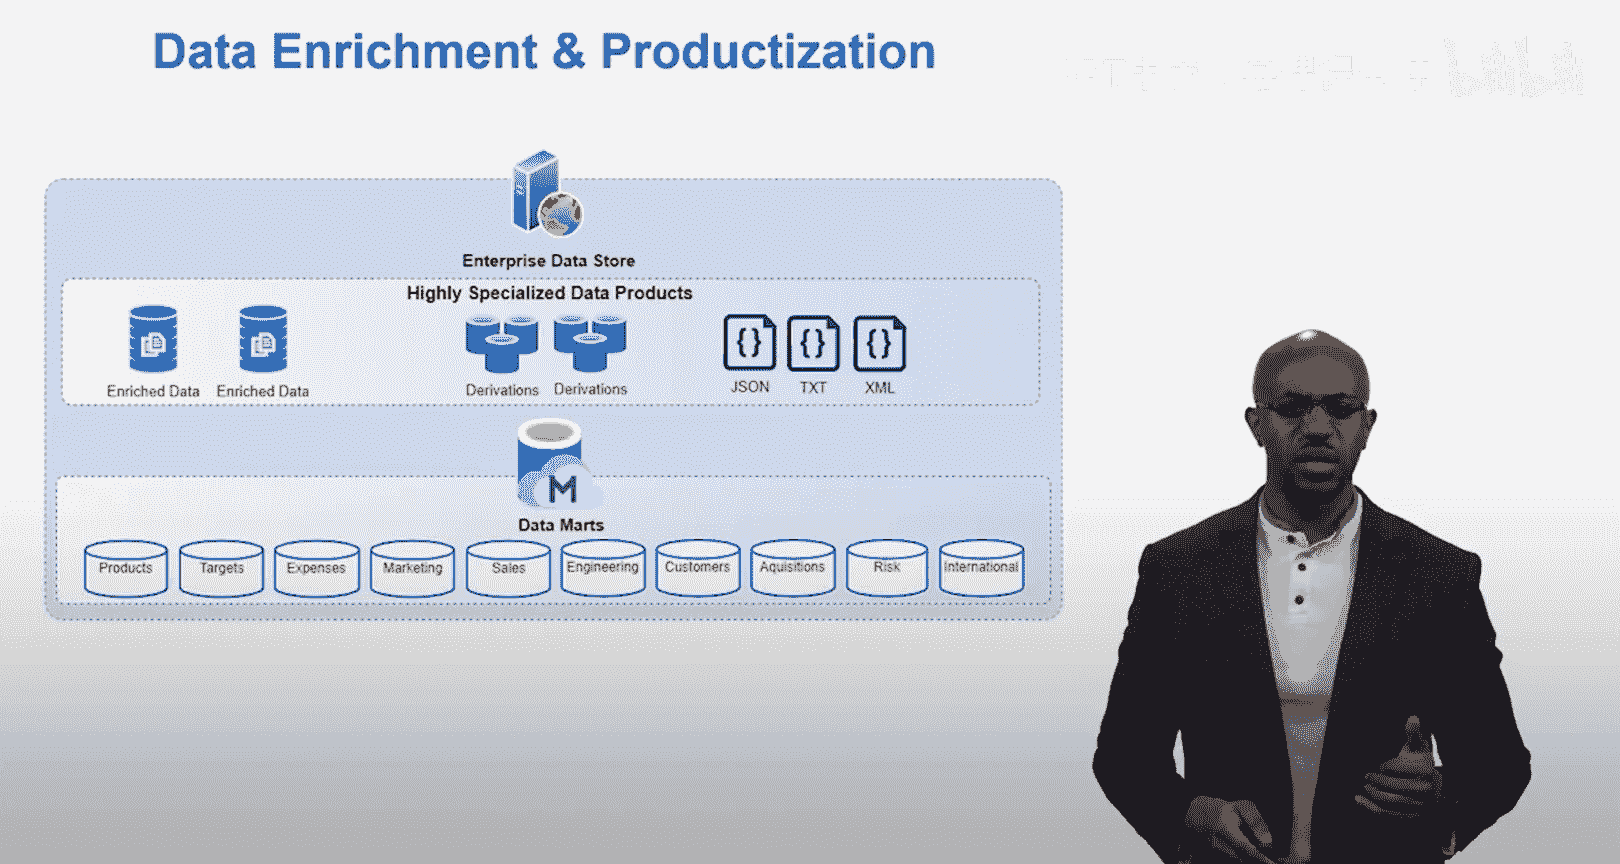 Data Enrichment & Productization
Enterprise Data Store
Highly Specialized Data Products
Enriched Data Enriched Data Derivations Derivations JSON TXT XML
M
Data Marts
Products Targets Expenses Marketing Sales Engineering Customers Aquisitions Risk International